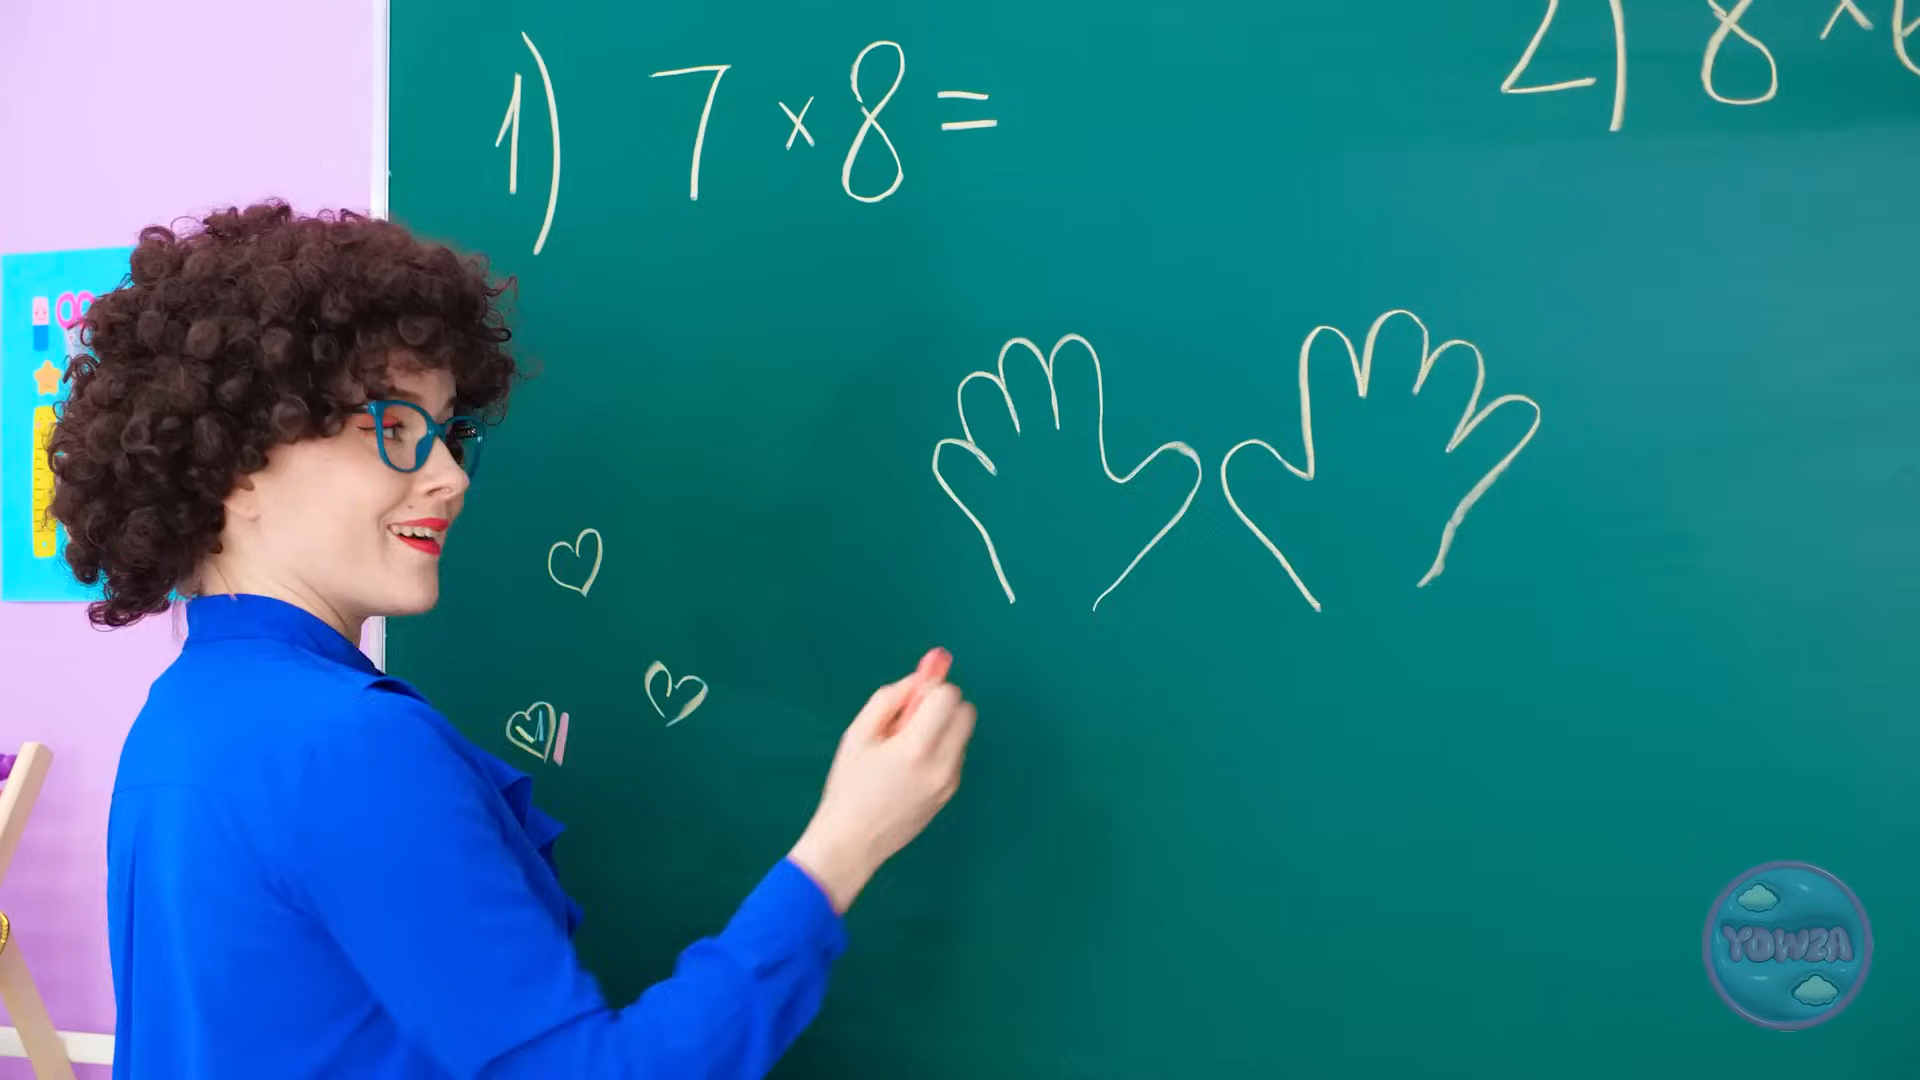 1) 7 x 8 =
2) 8 x
YOWZA